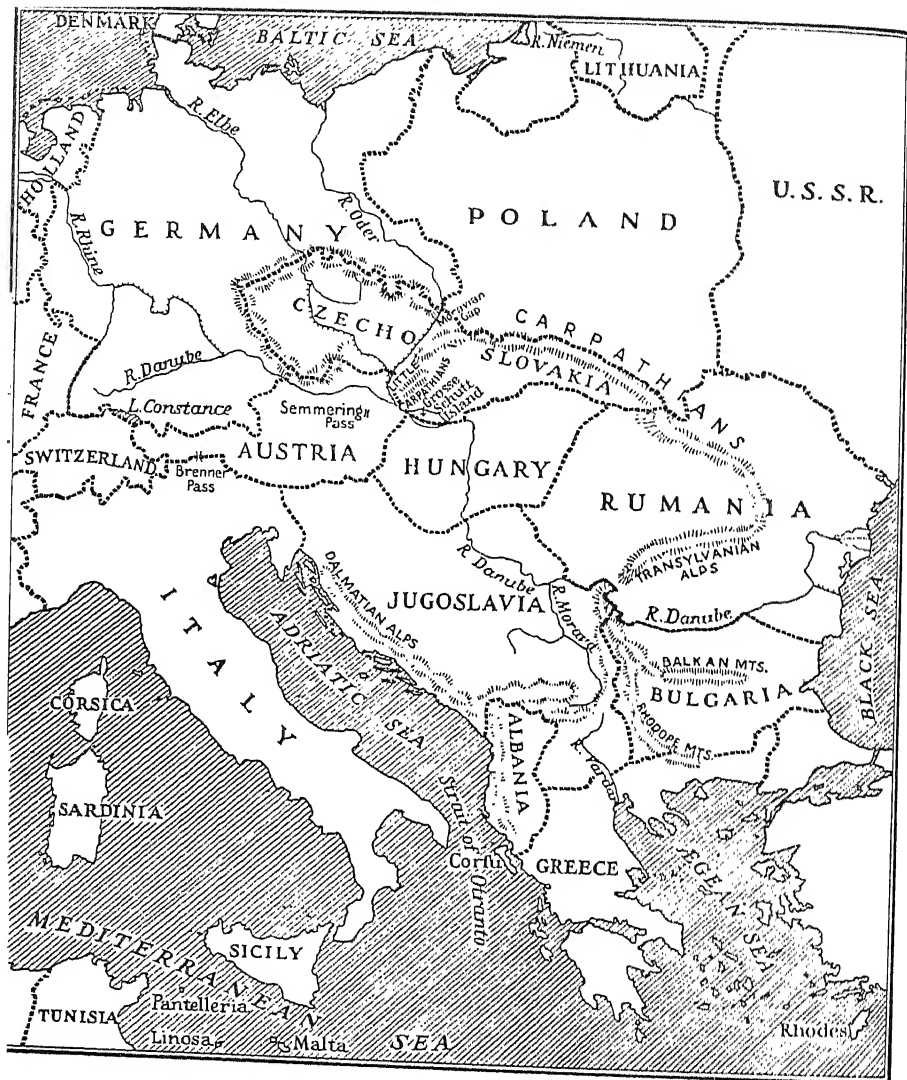 DENMARK
BALTIC SEA
R. Niemen
LITHUANIA
HOLLAND
R. Elbe
U.S.S.R.
R. Oder
POLAND
GERMANY
R. Rhine
Moravian
Gap
CZECHO
SLOVAKIA
CARPATHIANS
FRANCE
R. Danube
LITTLE
CARPATHIANS
Grosse
Schutt
Island
L. Constance
Semmering
Pass
SWITZERLAND
Brenner
Pass
AUSTRIA
HUNGARY
RUMANIA
TRANSYLVANIAN
ALPS
R. Danube
DALMATIAN ALPS
JUGOSLAVIA
R. Morava
R. Danube
ITALY
ADRIATIC SEA
BALKAN MTS.
BULGARIA
BLACK SEA
CORSICA
RHODOPE MTS.
ALBANIA
R. Vardar
SARDINIA
Strait of Otranto
Corfu
GREECE
ÆGEAN SEA
MEDITERRANEAN
SEA
SICILY
Pantelleria
TUNISIA
Linosa
Malta
Rhodes